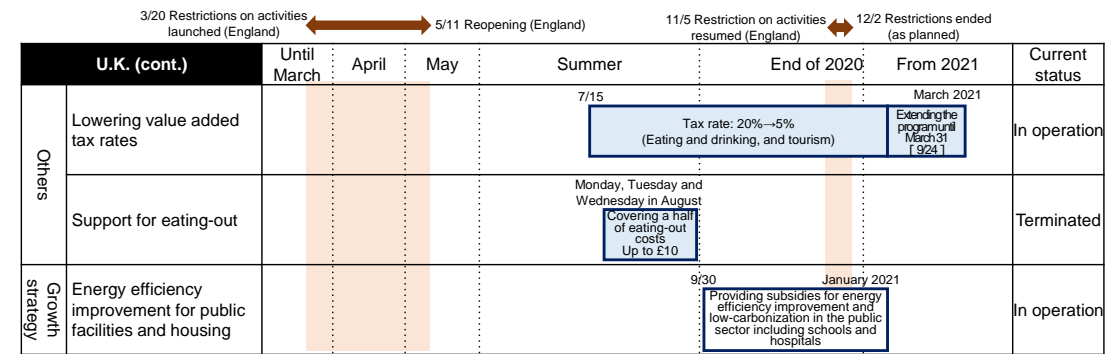 3/20 Restrictions on activities
launched (England)
5/11 Reopening (England)
11/5 Restriction on activities
resumed (England)
12/2 Restrictions ended
(as planned)
U.K. (cont.)
Until
March
April
May
Summer
End of 2020
From 2021
Current
status
Others
Lowering value added
tax rates
7/15
March 2021
Tax rate: 20%→5%
(Eating and drinking, and tourism)
Extending the
program until
March 31
[ 9/24 ]
In operation
Support for eating-out
Monday, Tuesday and
Wednesday in August
Covering a half
of eating-out
costs
Up to £10
Terminated
Growth
strategy
Energy efficiency
improvement for public
facilities and housing
9/30
January 2021
Providing subsidies for energy
efficiency improvement and
low-carbonization in the public
sector including schools and
hospitals
In operation